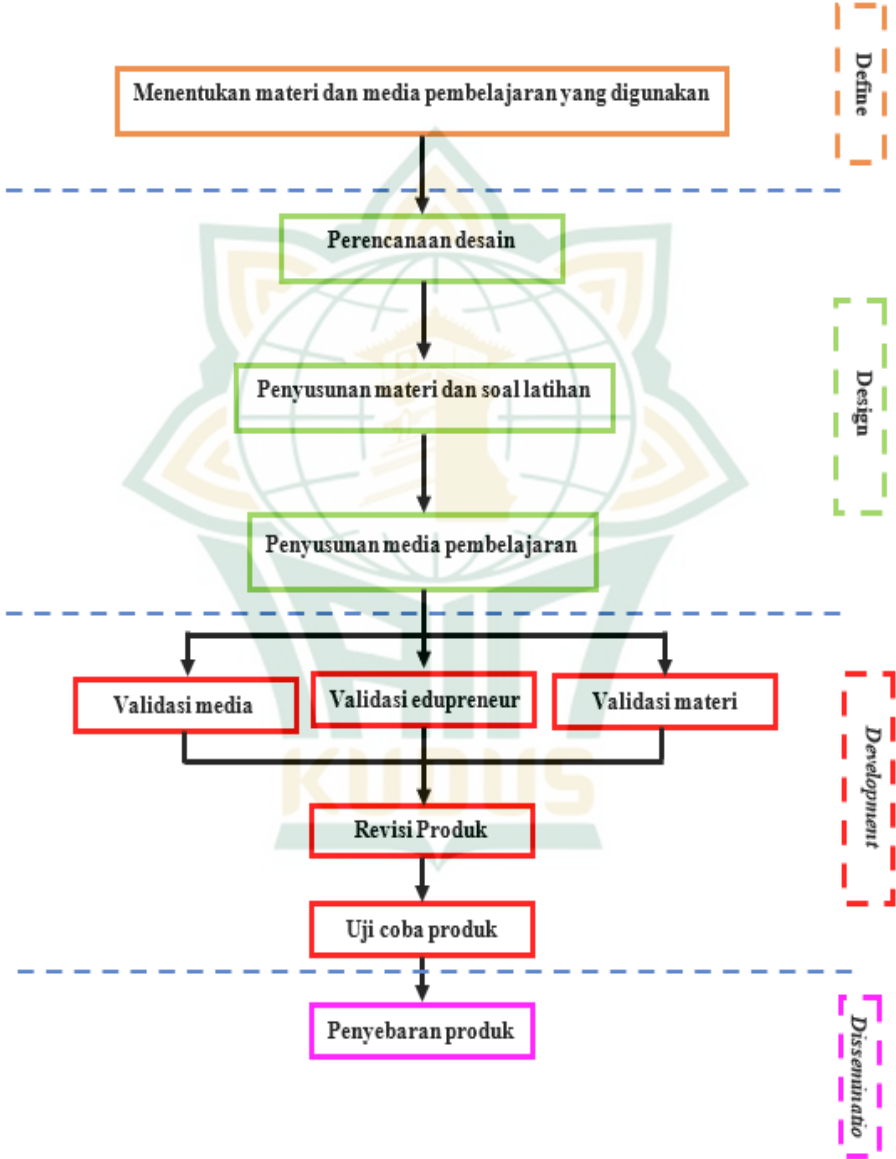 Define
Menentukan materi dan media pembelajaran yang digunakan
Perencanaan desain
Design
Penyusunan materi dan soal latihan
Penyusunan media pembelajaran
Validasi media
Validasi edupreneur
Validasi materi
Development
KUDUS
Revisi Produk
Uji coba produk
Penyebaran produk
Disseminatio